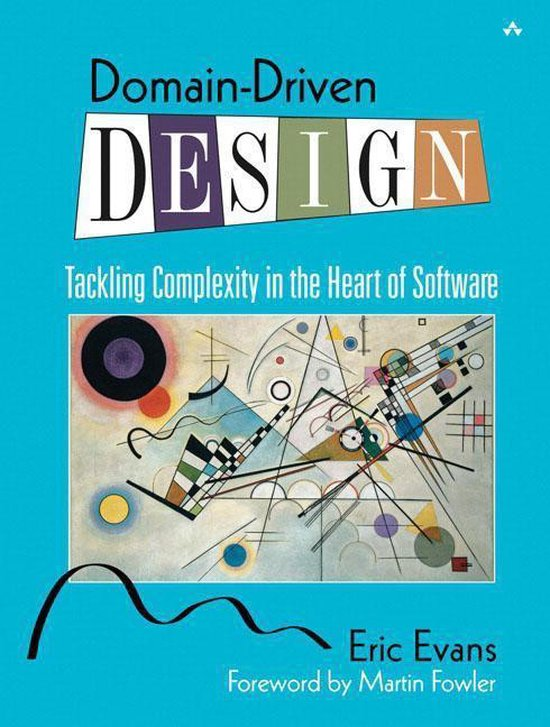 Domain-Driven
DESIGN
Tackling Complexity in the Heart of Software
Eric Evans
Foreword by Martin Fowler